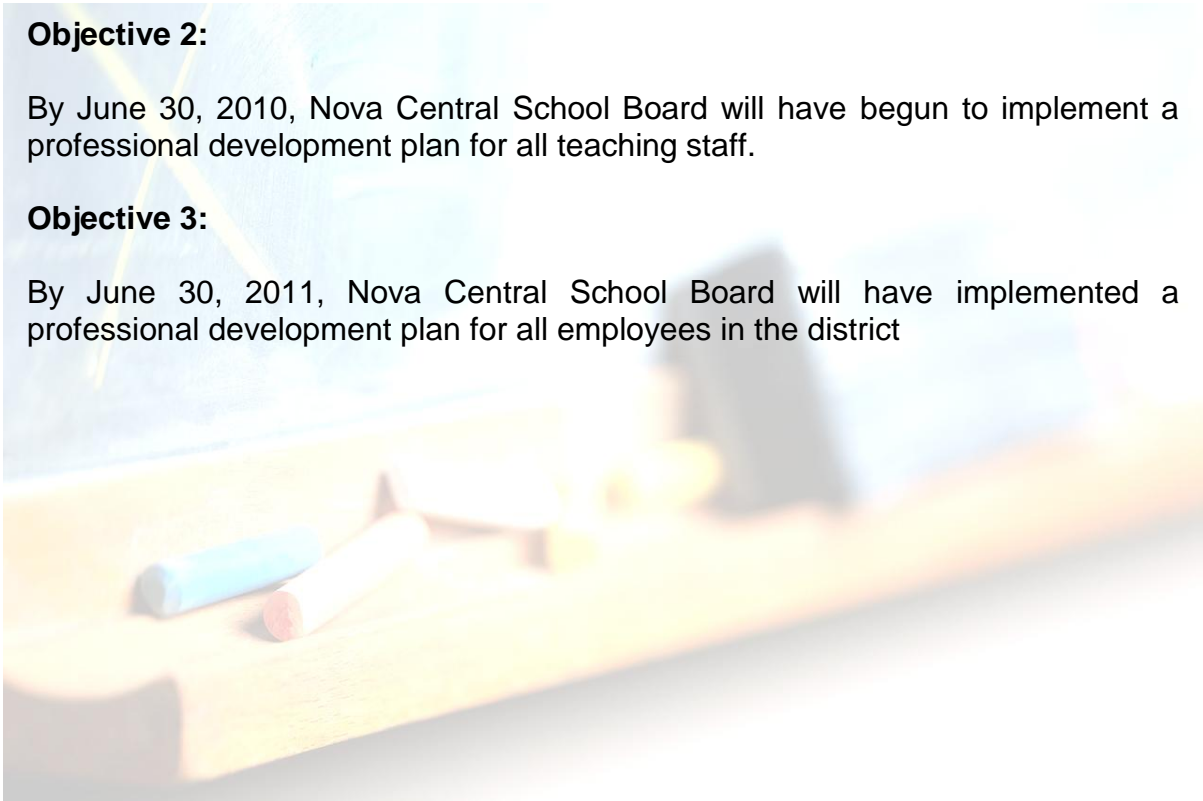 Objective 2:
By June 30, 2010, Nova Central School Board will have begun to implement a
professional development plan for all teaching staff.
Objective 3:
By June 30, 2011, Nova Central School Board will have implemented a
professional development plan for all employees in the district